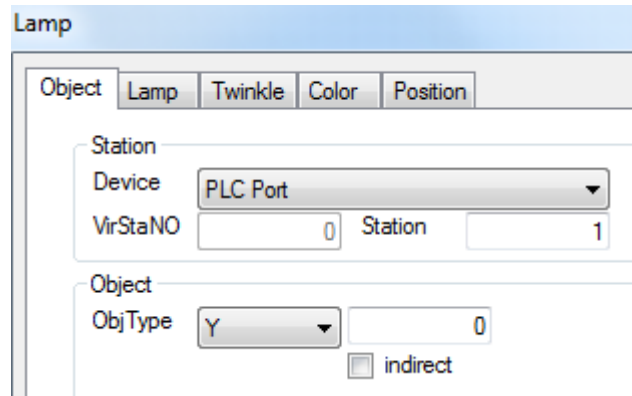 Lamp
Object Lamp Twinkle Color Position
Station
Device PLC Port
VirStaNO 0 Station 1
Object
ObjType Y 0
indirect